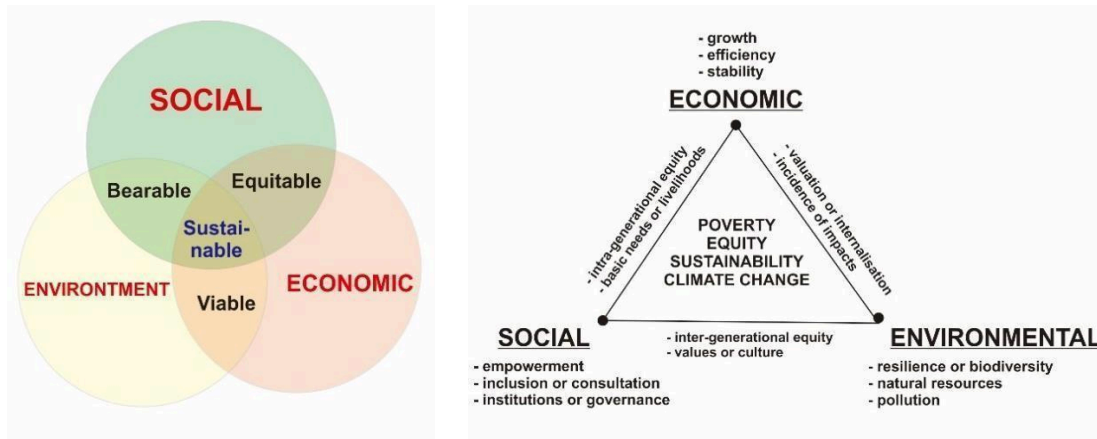 SOCIAL
Bearable
Equitable
Sustai-
nable
ENVIRONTMENT
ECONOMIC
Viable
- growth
- efficiency
- stability
ECONOMIC
- intra-generational equity
- basic needs or livelihoods
- valuation or internalisation
- incidence of impacts
POVERTY
EQUITY
SUSTAINABILITY
CLIMATE CHANGE
SOCIAL
- empowerment
- inclusion or consultation
- institutions or governance
- inter-generational equity
- values or culture
ENVIRONMENTAL
- resilience or biodiversity
- natural resources
- pollution